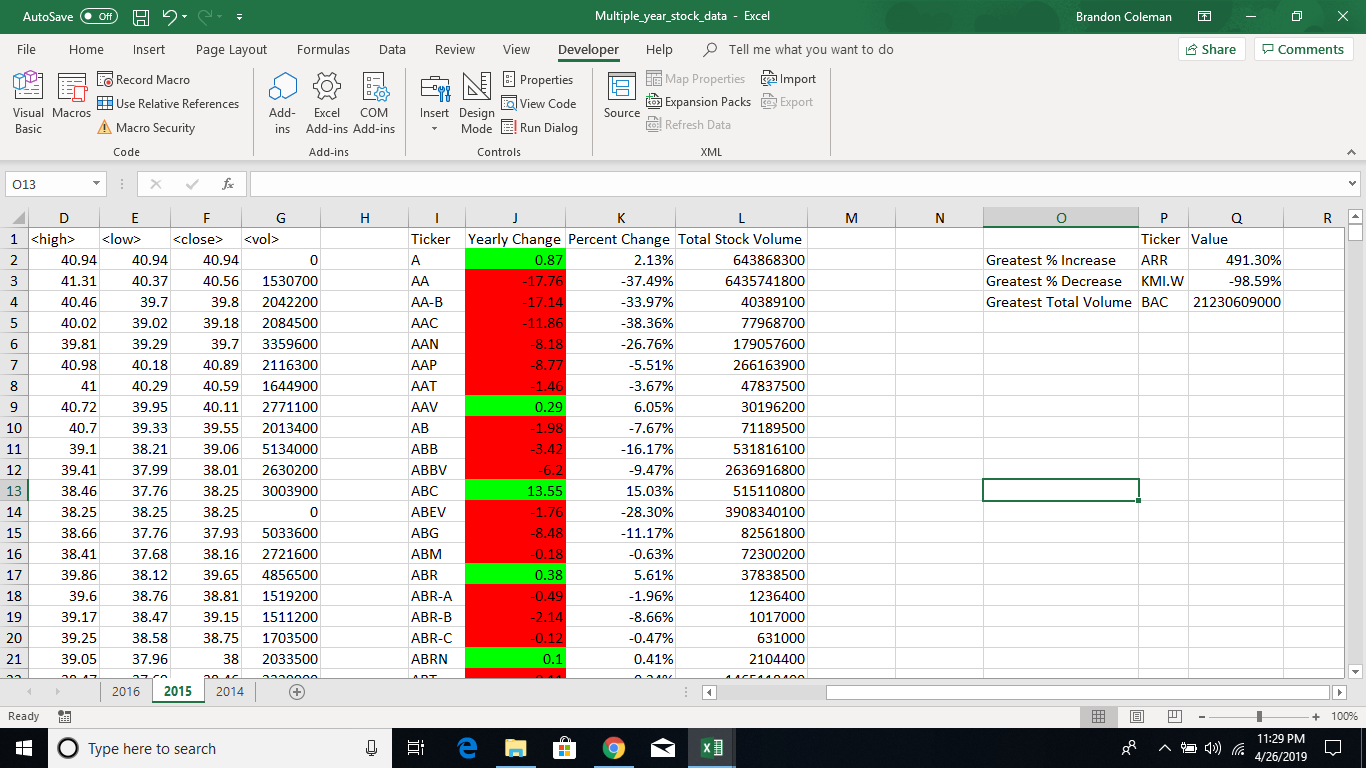 AutoSave Off Multiple_year_stock_data - Excel Brandon Coleman
File Home Insert Page Layout Formulas Data Review View Developer Help Tell me what you want to do Share Comments
Visual Basic
Macros
Record Macro
Use Relative References
Macro Security
Code
Add-ins
Excel Add-ins
COM Add-ins
Add-ins
Insert
Design Mode
Properties
View Code
Run Dialog
Controls
Source
Map Properties
Expansion Packs
Refresh Data
Import
Export
XML
O13 fx
D E F G H I J K L M N O P Q R
1 <high> <low> <close> <vol> Ticker Yearly Change Percent Change Total Stock Volume Ticker Value
2 40.94 40.94 40.94 0 A 0.87 2.13% 643868300 Greatest % Increase ARR 491.30%
3 41.31 40.37 40.56 1530700 AA -17.76 -37.49% 6435741800 Greatest % Decrease KMI.W -98.59%
4 40.46 39.7 39.8 2042200 AA-B -17.14 -33.97% 40389100 Greatest Total Volume BAC 21230609000
5 40.02 39.02 39.18 2084500 AAC -11.86 -38.36% 77968700
6 39.81 39.29 39.7 3359600 AAN -8.18 -26.76% 179057600
7 40.98 40.18 40.89 2116300 AAP -8.77 -5.51% 266163900
8 41 40.29 40.59 1644900 AAT -1.46 -3.67% 47837500
9 40.72 39.95 40.11 2771100 AAV 0.29 6.05% 30196200
10 40.7 39.33 39.55 2013400 AB -1.98 -7.67% 71189500
11 39.1 38.21 39.06 5134000 ABB -3.42 -16.17% 531816100
12 39.41 37.99 38.01 2630200 ABBV -6.2 -9.47% 2636916800
13 38.46 37.76 38.25 3003900 ABC 13.55 15.03% 515110800
14 38.25 38.25 38.25 0 ABEV -1.76 -28.30% 3908340100
15 38.66 37.76 37.93 5033600 ABG -8.48 -11.17% 82561800
16 38.41 37.68 38.16 2721600 ABM -0.18 -0.63% 72300200
17 39.86 38.12 39.65 4856500 ABR 0.38 5.61% 37838500
18 39.6 38.76 38.81 1519200 ABR-A -0.49 -1.96% 1236400
19 39.17 38.47 39.15 1511200 ABR-B -2.14 -8.66% 1017000
20 39.25 38.58 38.75 1703500 ABR-C -0.12 -0.47% 631000
21 39.05 37.96 38 2033500 ABRN 0.1 0.41% 2104400
2016 2015 2014
Ready 100%
Type here to search 11:29 PM
4/26/2019